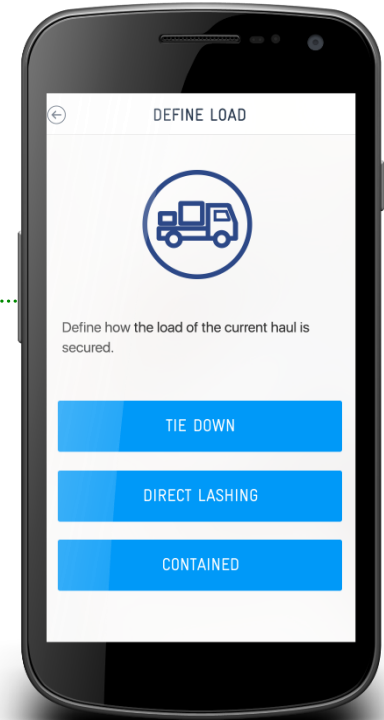 DEFINE LOAD
Define how the load of the current haul is
secured.
TIE DOWN
DIRECT LASHING
CONTAINED